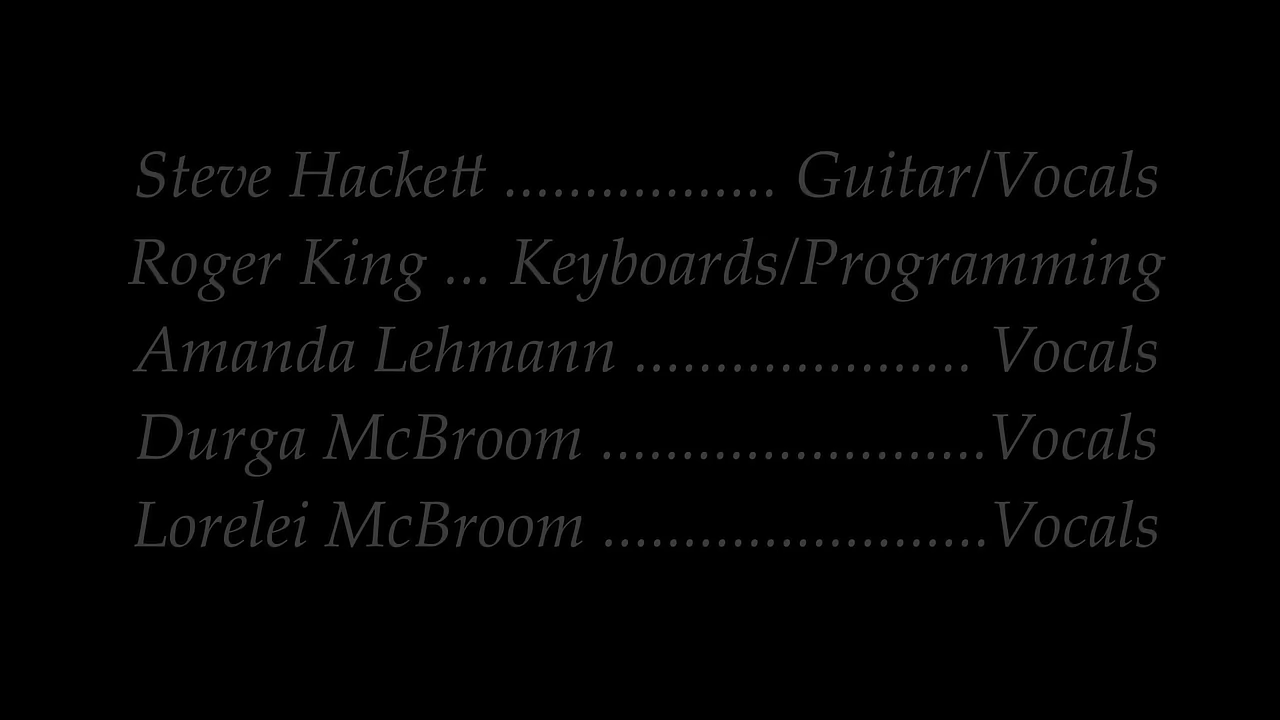 Steve Hackett ................. Guitar/Vocals
Roger King ... Keyboards/Programming
Amanda Lehmann ..................... Vocals
Durga McBroom ........................Vocals
Lorelei McBroom ........................Vocals